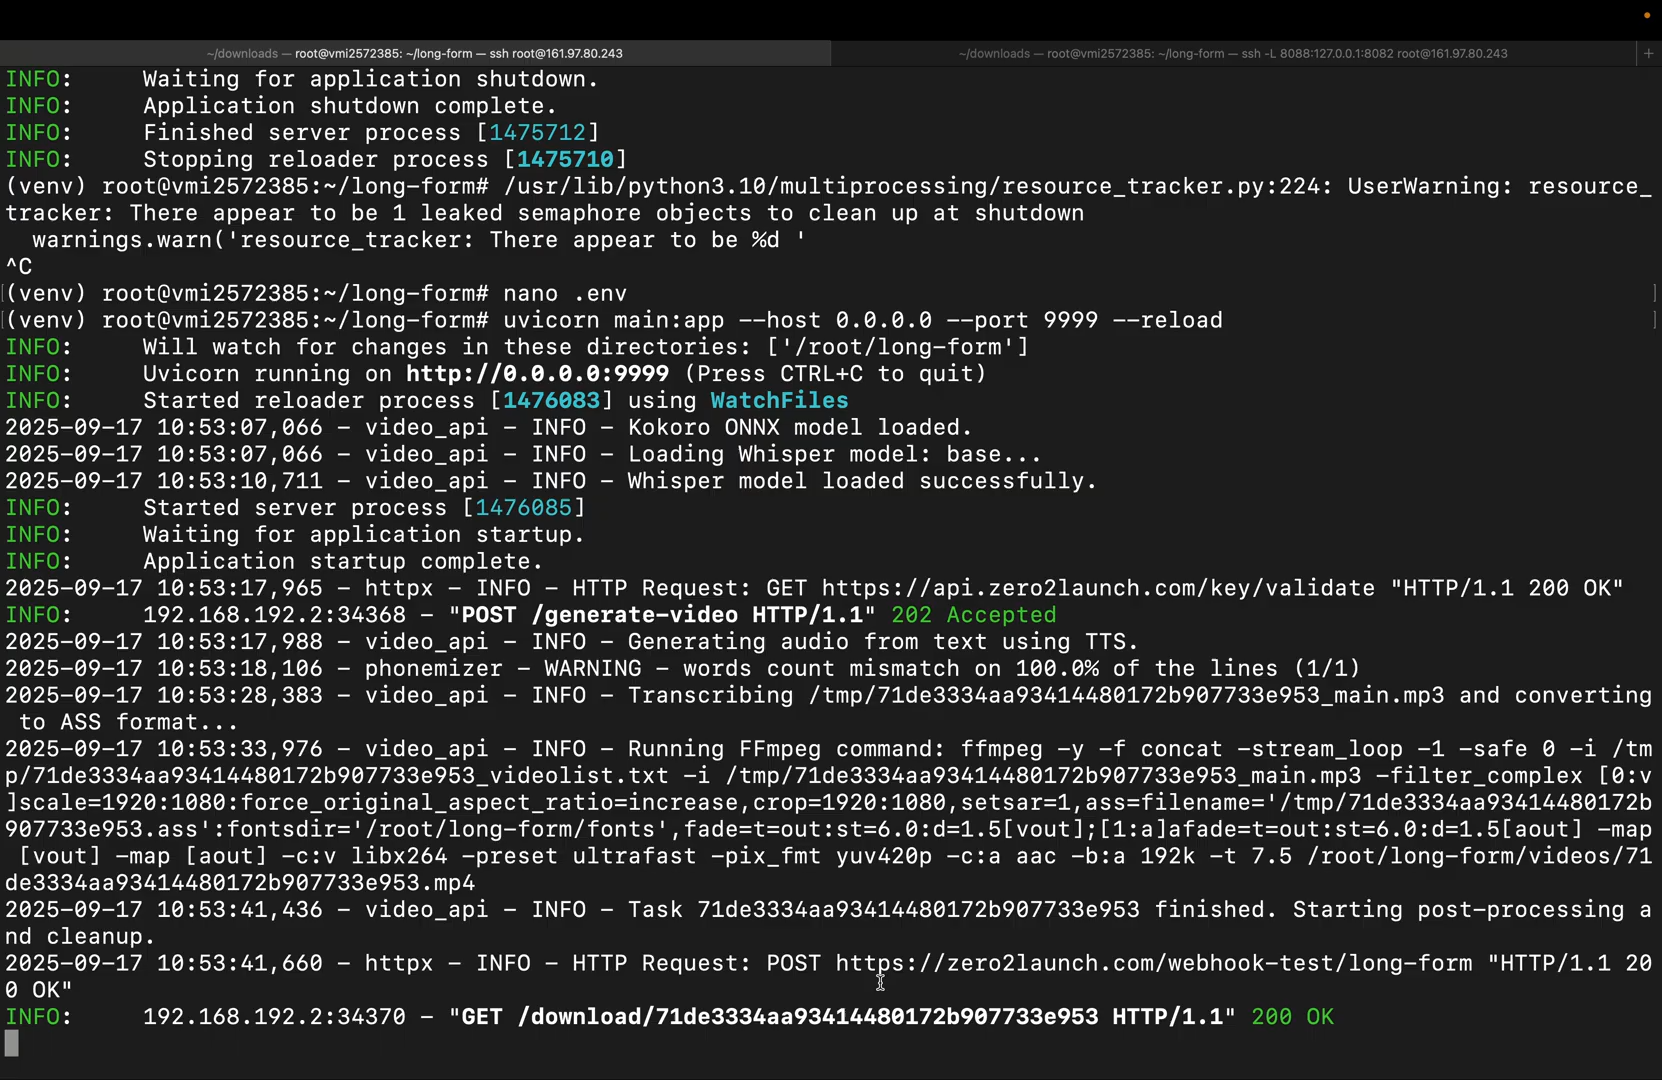 ~/downloads — root@vmi2572385: ~/long-form — ssh root@161.97.80.243
~/downloads — root@vmi2572385: ~/long-form — ssh -L 8088:127.0.0.1:8082 root@161.97.80.243
+
INFO:     Waiting for application shutdown.
INFO:     Application shutdown complete.
INFO:     Finished server process [1475712]
INFO:     Stopping reloader process [1475710]
(venv) root@vmi2572385:~/long-form# /usr/lib/python3.10/multiprocessing/resource_tracker.py:224: UserWarning: resource_
tracker: There appear to be 1 leaked semaphore objects to clean up at shutdown
  warnings.warn('resource_tracker: There appear to be %d '
^C
[(venv) root@vmi2572385:~/long-form# nano .env ]
[(venv) root@vmi2572385:~/long-form# uvicorn main:app --host 0.0.0.0 --port 9999 --reload ]
INFO:     Will watch for changes in these directories: ['/root/long-form']
INFO:     Uvicorn running on http://0.0.0.0:9999 (Press CTRL+C to quit)
INFO:     Started reloader process [1476083] using WatchFiles
2025-09-17 10:53:07,066 - video_api - INFO - Kokoro ONNX model loaded.
2025-09-17 10:53:07,066 - video_api - INFO - Loading Whisper model: base...
2025-09-17 10:53:10,711 - video_api - INFO - Whisper model loaded successfully.
INFO:     Started server process [1476085]
INFO:     Waiting for application startup.
INFO:     Application startup complete.
2025-09-17 10:53:17,965 - httpx - INFO - HTTP Request: GET https://api.zero2launch.com/key/validate "HTTP/1.1 200 OK"
INFO:     192.168.192.2:34368 - "POST /generate-video HTTP/1.1" 202 Accepted
2025-09-17 10:53:17,988 - video_api - INFO - Generating audio from text using TTS.
2025-09-17 10:53:18,106 - phonemizer - WARNING - words count mismatch on 100.0% of the lines (1/1)
2025-09-17 10:53:28,383 - video_api - INFO - Transcribing /tmp/71de3334aa93414480172b907733e953_main.mp3 and converting
 to ASS format...
2025-09-17 10:53:33,976 - video_api - INFO - Running FFmpeg command: ffmpeg -y -f concat -stream_loop -1 -safe 0 -i /tm
p/71de3334aa93414480172b907733e953_videolist.txt -i /tmp/71de3334aa93414480172b907733e953_main.mp3 -filter_complex [0:v
]scale=1920:1080:force_original_aspect_ratio=increase,crop=1920:1080,setsar=1,ass=filename='/tmp/71de3334aa93414480172b
907733e953.ass':fontsdir='/root/long-form/fonts',fade=t=out:st=6.0:d=1.5[vout];[1:a]afade=t=out:st=6.0:d=1.5[aout] -map
 [vout] -map [aout] -c:v libx264 -preset ultrafast -pix_fmt yuv420p -c:a aac -b:a 192k -t 7.5 /root/long-form/videos/71
de3334aa93414480172b907733e953.mp4
2025-09-17 10:53:41,436 - video_api - INFO - Task 71de3334aa93414480172b907733e953 finished. Starting post-processing a
nd cleanup.
2025-09-17 10:53:41,660 - httpx - INFO - HTTP Request: POST https://zero2launch.com/webhook-test/long-form "HTTP/1.1 20
0 OK"
INFO:     192.168.192.2:34370 - "GET /download/71de3334aa93414480172b907733e953 HTTP/1.1" 200 OK